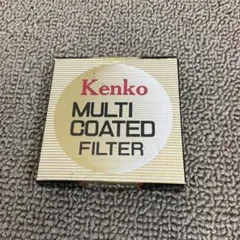 Kenko
MULTI
COATED
FILTER